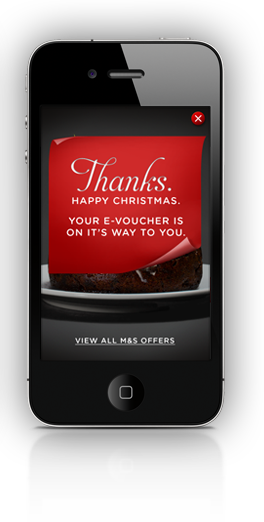 Thanks.
HAPPY CHRISTMAS.
YOUR E-VOUCHER IS
ON IT'S WAY TO YOU.
VIEW ALL M&S OFFERS